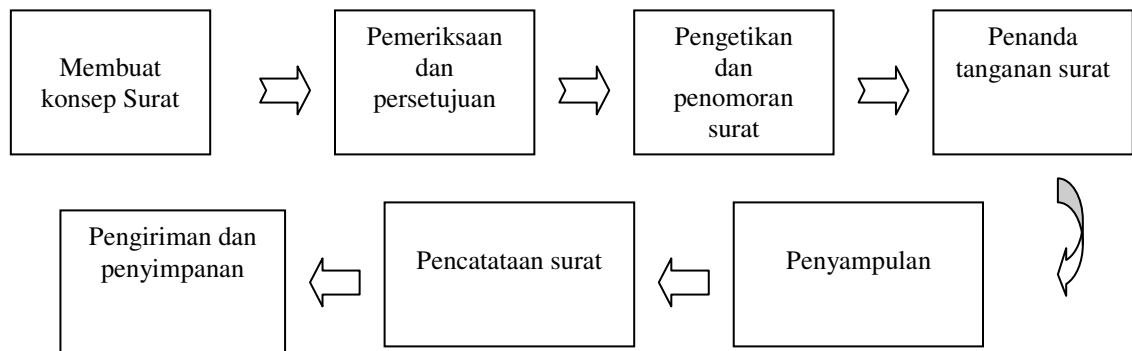 Membuat
konsep Surat
Pemeriksaan
dan
persetujuan
Pengetikan
dan
penomoran
surat
Penanda
tanganan surat
Penyampulan
Pencatataan surat
Pengiriman dan
penyimpanan